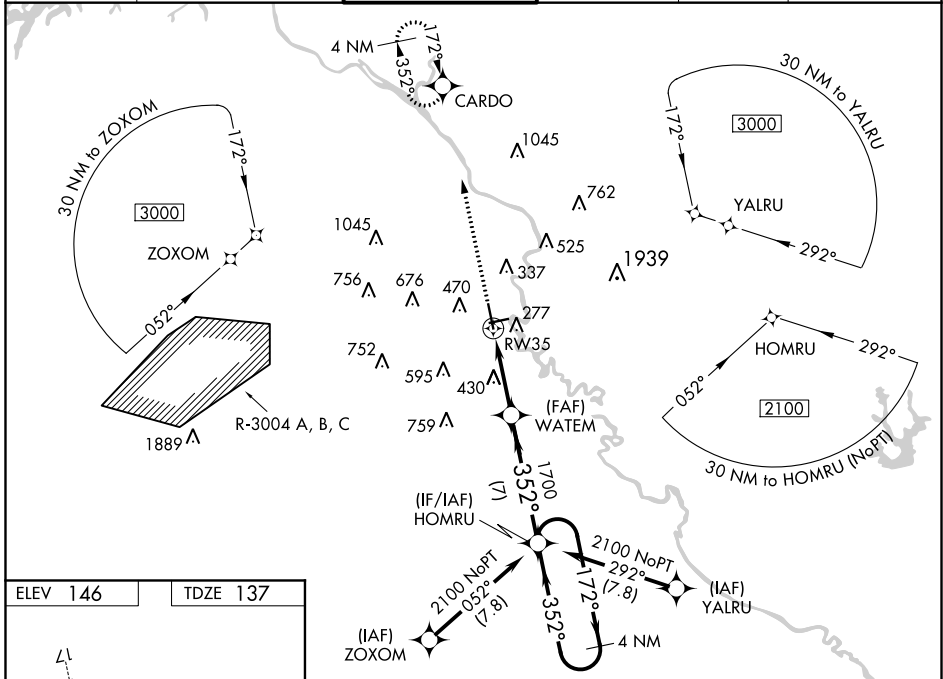 4 NM
172°
352°
CARDO
30 NM to ZOXOM
172°
3000
ZOXOM
052°
30 NM to YALRU
172°
3000
YALRU
292°
1045
762
1045
525
1939
337
756
676
470
277
RW35
752
595
430
759
R-3004 A, B, C
1889
HOMRU
052°
292°
2100
30 NM to HOMRU (NoPT)
(FAF)
WATEM
1700
352°
(7)
(IF/IAF)
HOMRU
2100 NoPT
292°
(7.8)
(IAF)
YALRU
2100 NoPT
052°
(7.8)
(IAF)
ZOXOM
172°
352°
4 NM
ELEV 146
TDZE 137
17